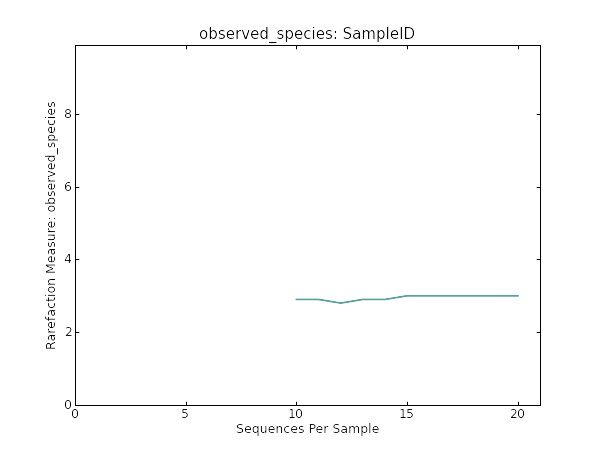 observed_species: SampleID
Rarefaction Measure: observed_species
8
6
4
2
0
0 5 10 15 20
Sequences Per Sample